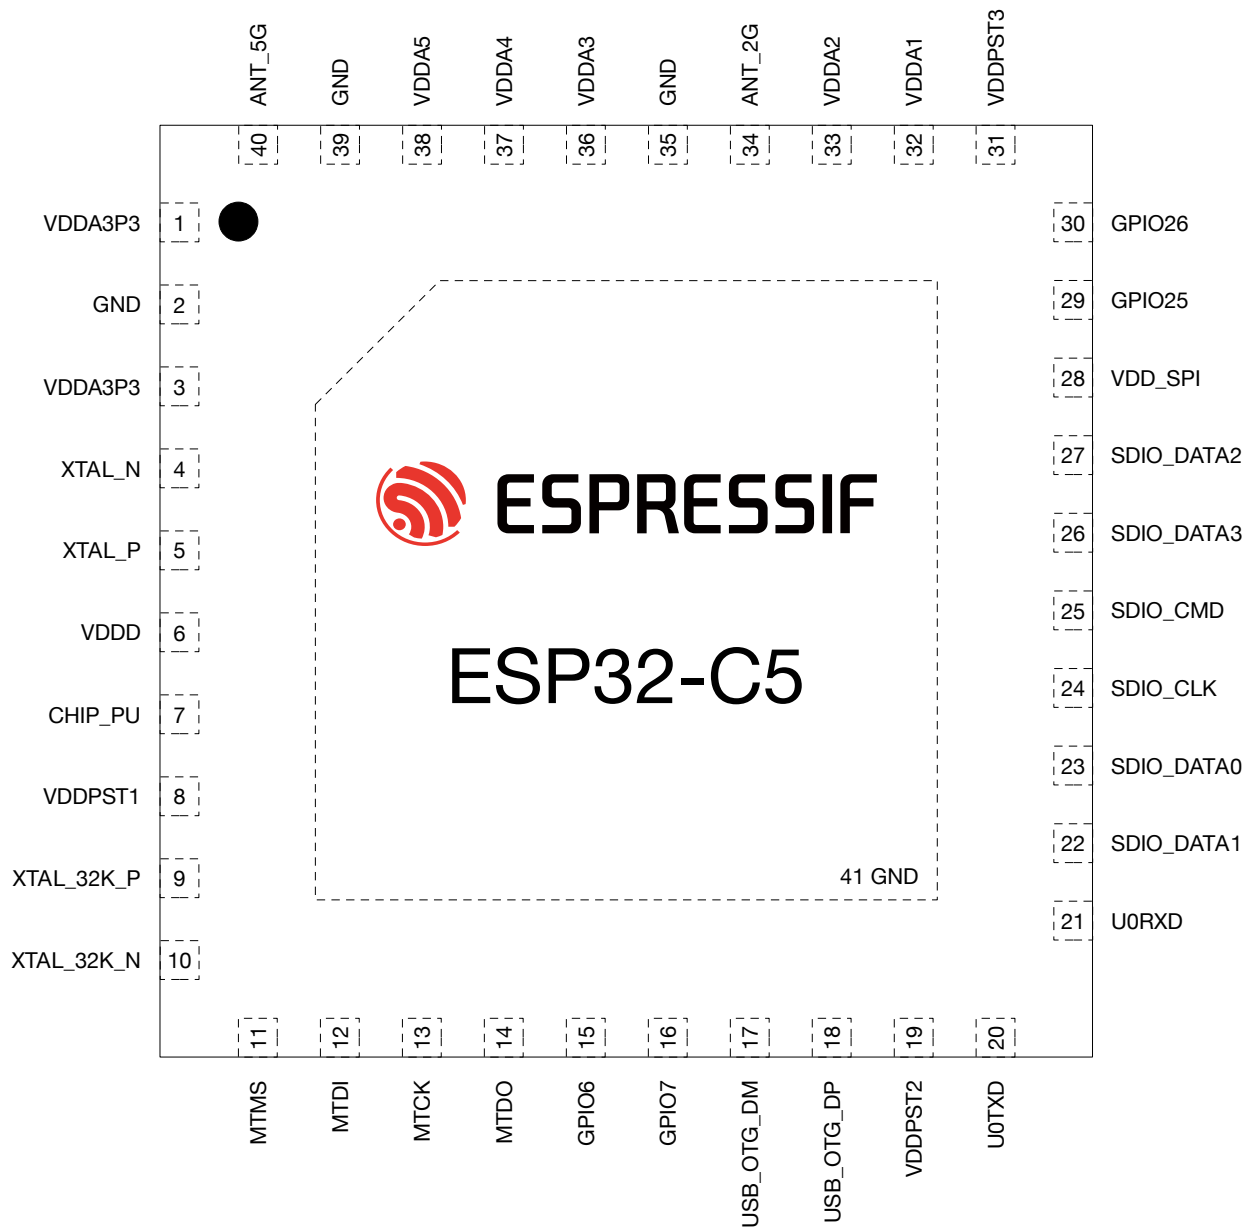 ANT_5G
GND
VDDA5
VDDA4
VDDA3
GND
ANT_2G
VDDA2
VDDA1
VDDPST3
40
39
38
37
36
35
34
33
32
31
VDDA3P3 1
30 GPIO26
GND 2
29 GPIO25
VDDA3P3 3
28 VDD_SPI
XTAL_N 4
27 SDIO_DATA2
XTAL_P 5
26 SDIO_DATA3
ESPRESSIF
VDDD 6
25 SDIO_CMD
ESP32-C5
CHIP_PU 7
24 SDIO_CLK
VDDPST1 8
23 SDIO_DATA0
XTAL_32K_P 9
22 SDIO_DATA1
41 GND
XTAL_32K_N 10
21 U0RXD
11
12
13
14
15
16
17
18
19
20
MTMS
MTDI
MTCK
MTDO
GPIO6
GPIO7
USB_OTG_DM
USB_OTG_DP
VDDPST2
U0TXD